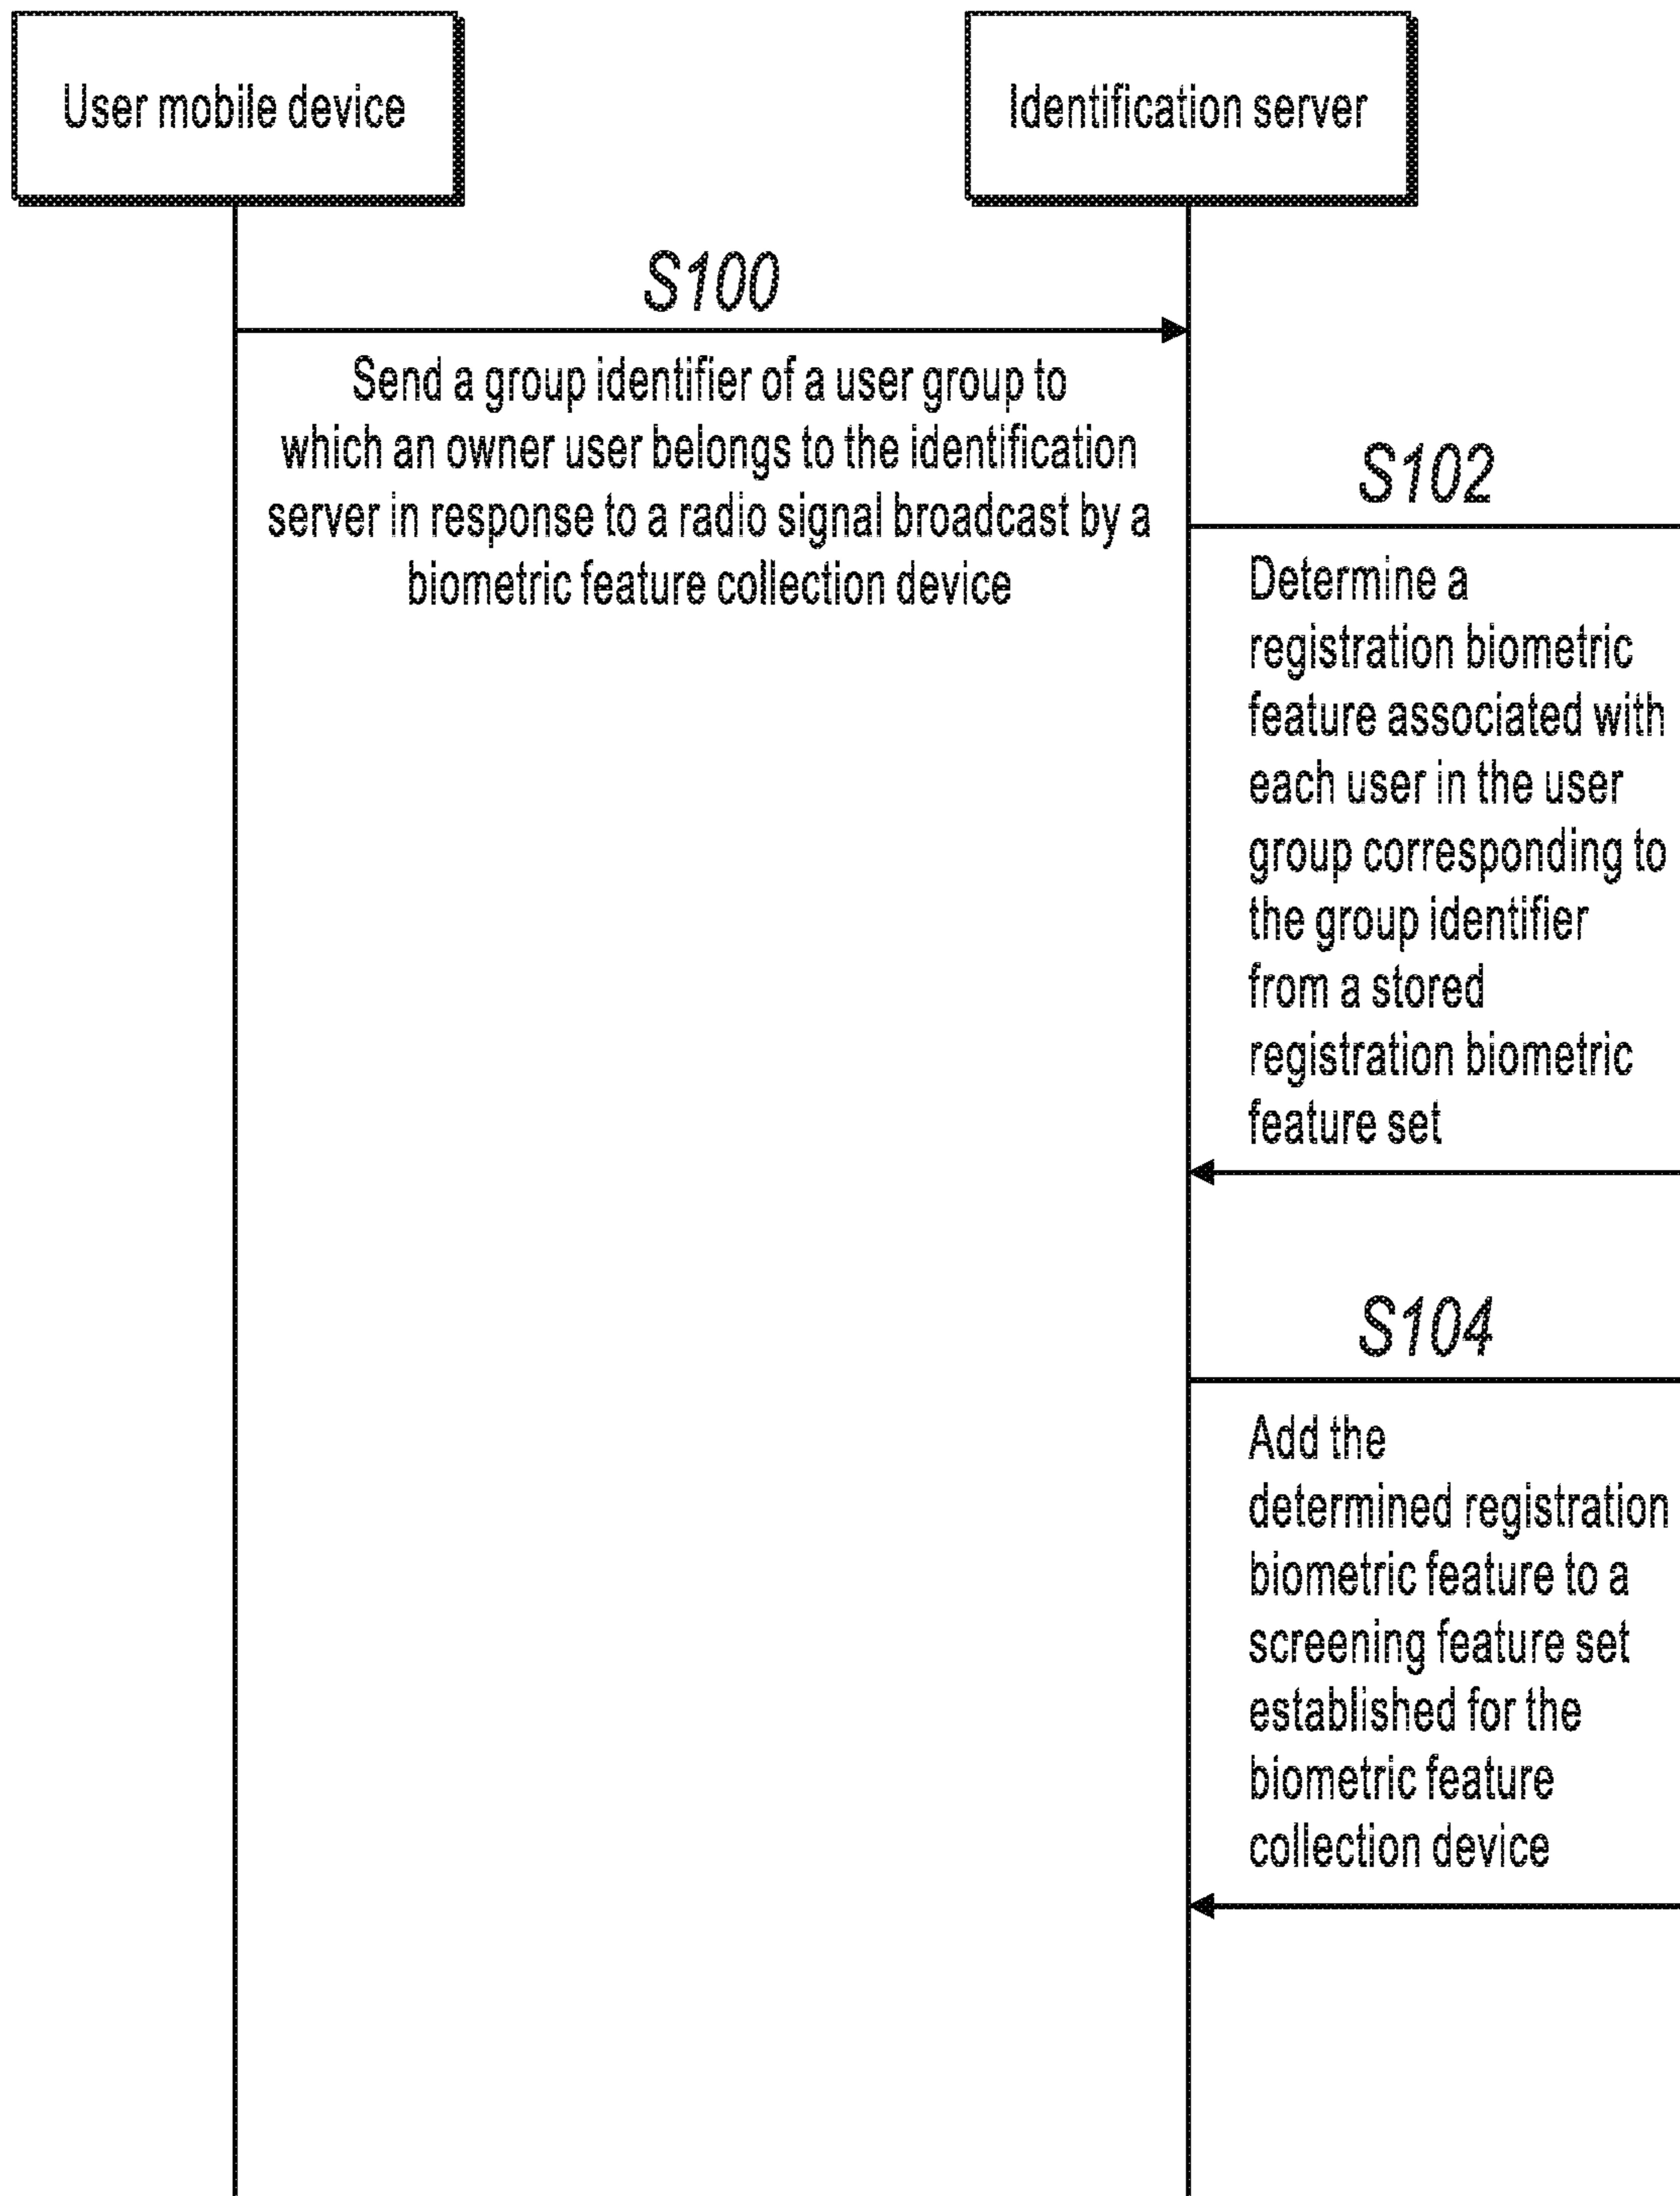 User mobile device
Identification server
S100
Send a group identifier of a user group to
which an owner user belongs to the identification
server in response to a radio signal broadcast by a
biometric feature collection device
S102
Determine a
registration biometric
feature associated with
each user in the user
group corresponding to
the group identifier
from a stored
registration biometric
feature set
S104
Add the
determined registration
biometric feature to a
screening feature set
established for the
biometric feature
collection device